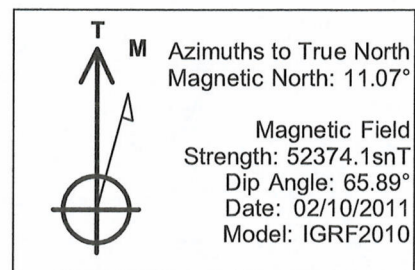 T
M
Azimuths to True North
Magnetic North: 11.07°
Magnetic Field
Strength: 52374.1snT
Dip Angle: 65.89°
Date: 02/10/2011
Model: IGRF2010